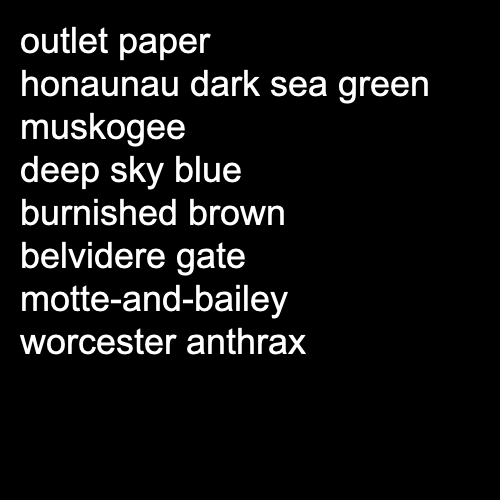 outlet paper
honaunau dark sea green
muskogee
deep sky blue
burnished brown
belvidere gate
motte-and-bailey
worcester anthrax